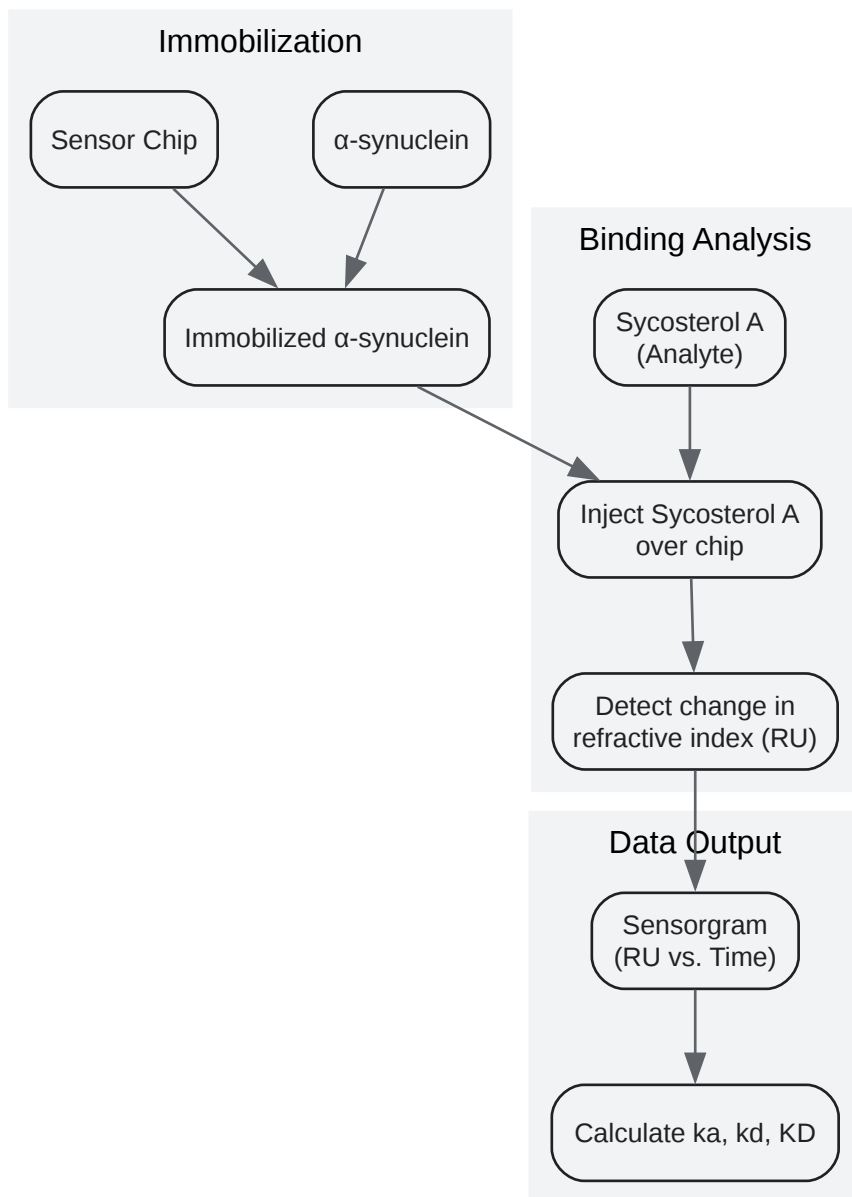 Immobilization
Sensor Chip
α-synuclein
Immobilized α-synuclein
Binding Analysis
Sycosterol A
(Analyte)
Inject Sycosterol A
over chip
Detect change in
refractive index (RU)
Data Output
Sensorgram
(RU vs. Time)
Calculate ka, kd, KD